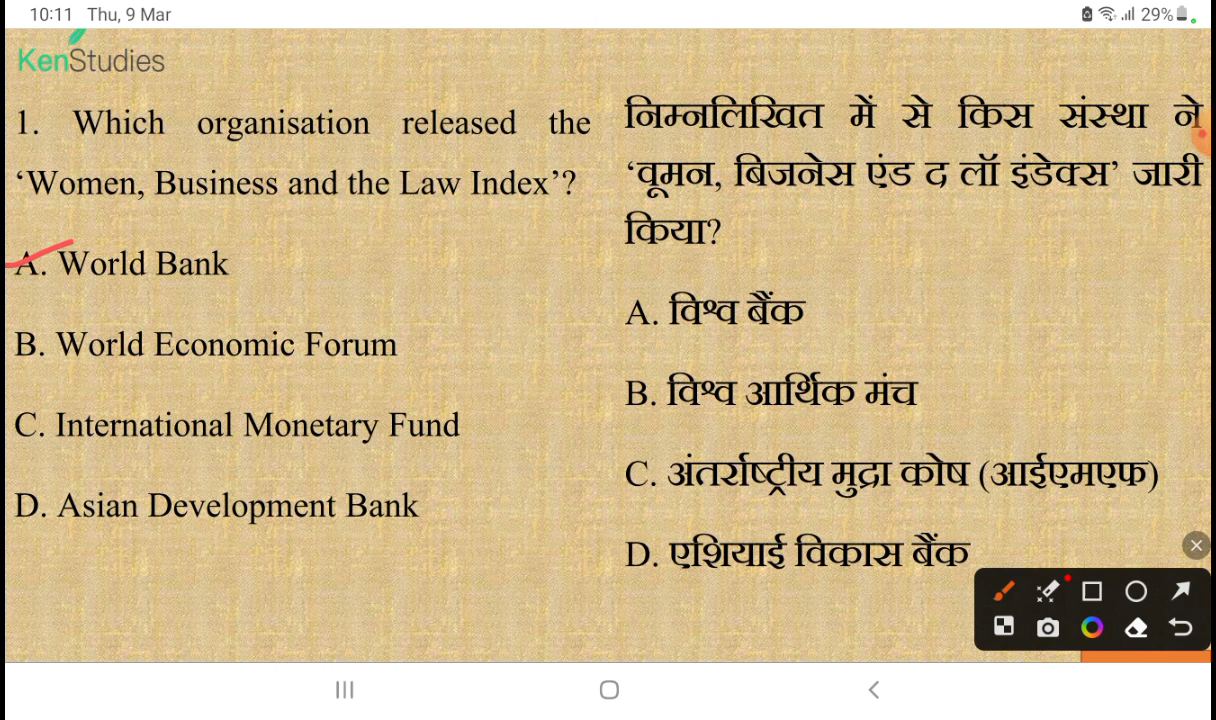 10:11 Thu, 9 Mar
29%
KenStudies
1. Which organisation released the
‘Women, Business and the Law Index’?
A. World Bank
B. World Economic Forum
C. International Monetary Fund
D. Asian Development Bank
निम्नलिखित में से किस संस्था ने
‘वूमन, बिजनेस एंड द लॉ इंडेक्स’ जारी
किया?
A. विश्व बैंक
B. विश्व आर्थिक मंच
C. अंतर्राष्ट्रीय मुद्रा कोष (आईएमएफ)
D. एशियाई विकास बैंक